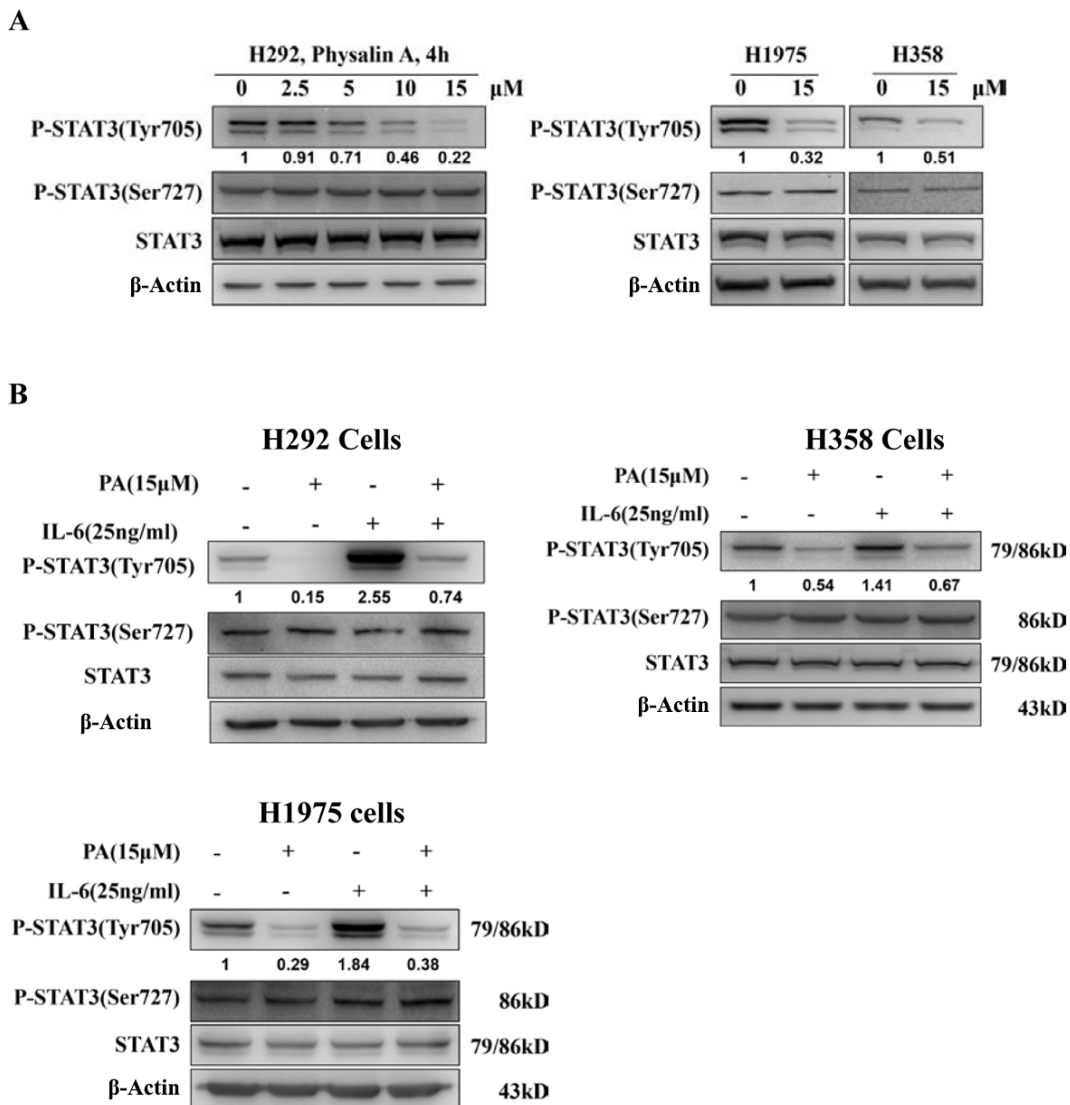 A
H292, Physalin A, 4h
0 2.5 5 10 15 μM
P-STAT3(Tyr705)
1 0.91 0.71 0.46 0.22
P-STAT3(Ser727)
STAT3
β-Actin
H1975 H358
0 15 0 15 μM
P-STAT3(Tyr705)
1 0.32 1 0.51
P-STAT3(Ser727)
STAT3
β-Actin
B
H292 Cells
PA(15μM) - + - +
IL-6(25ng/ml) - - + +
P-STAT3(Tyr705)
1 0.15 2.55 0.74
P-STAT3(Ser727)
STAT3
β-Actin
H358 Cells
PA(15μM) - + - +
IL-6(25ng/ml) - - + +
P-STAT3(Tyr705) 79/86kD
1 0.54 1.41 0.67
P-STAT3(Ser727) 86kD
STAT3 79/86kD
β-Actin 43kD
H1975 cells
PA(15μM) - + - +
IL-6(25ng/ml) - - + +
P-STAT3(Tyr705) 79/86kD
1 0.29 1.84 0.38
P-STAT3(Ser727) 86kD
STAT3 79/86kD
β-Actin 43kD